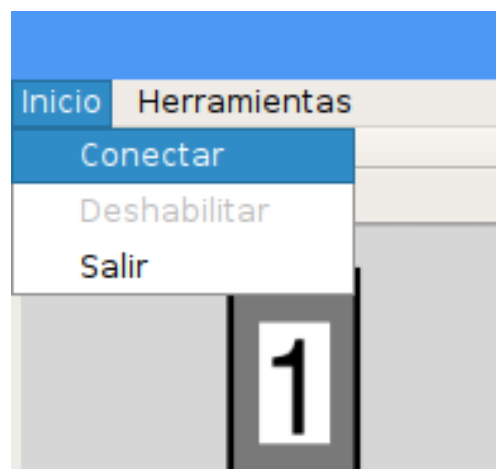 Inicio Herramientas
Conectar
Deshabilitar
Salir
1